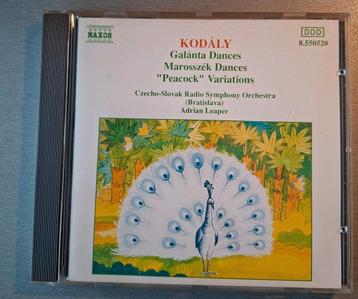 NAXOS
KODÁLY
DDD
8.550520
Galánta Dances
Marosszék Dances
"Peacock" Variations
Czecho-Slovak Radio Symphony Orchestra
(Bratislava)
Adrian Leaper